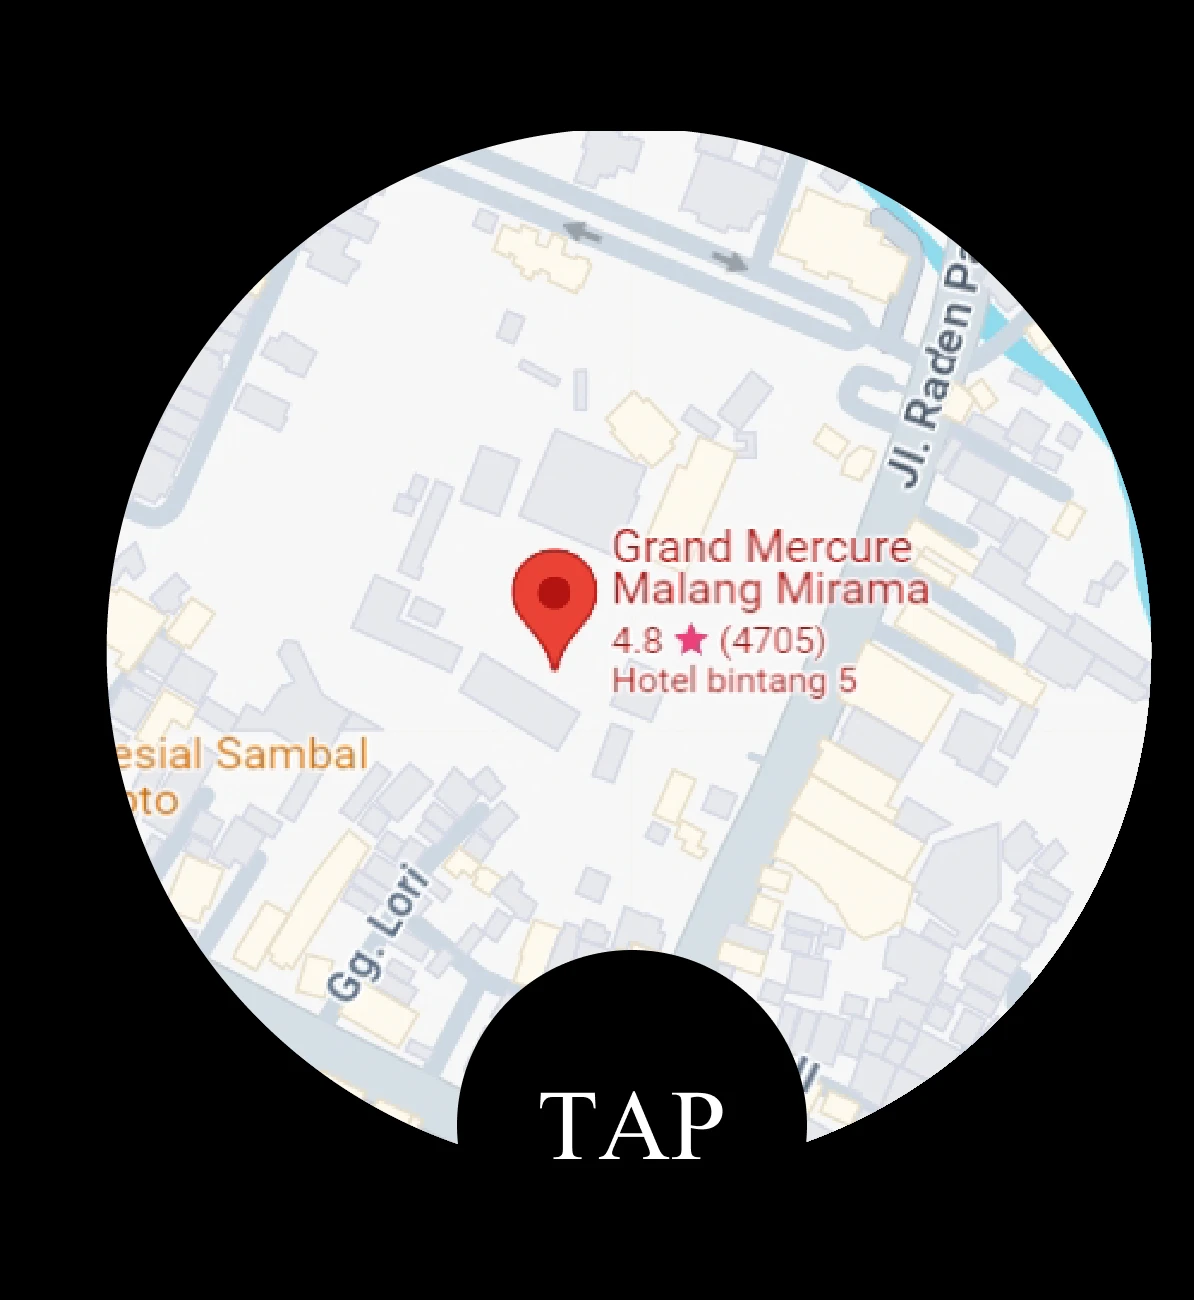 Jl. Raden Pa
Grand Mercure
Malang Mirama
4.8 ★ (4705)
Hotel bintang 5
esial Sambal
oto
Gg. Lori
TAP